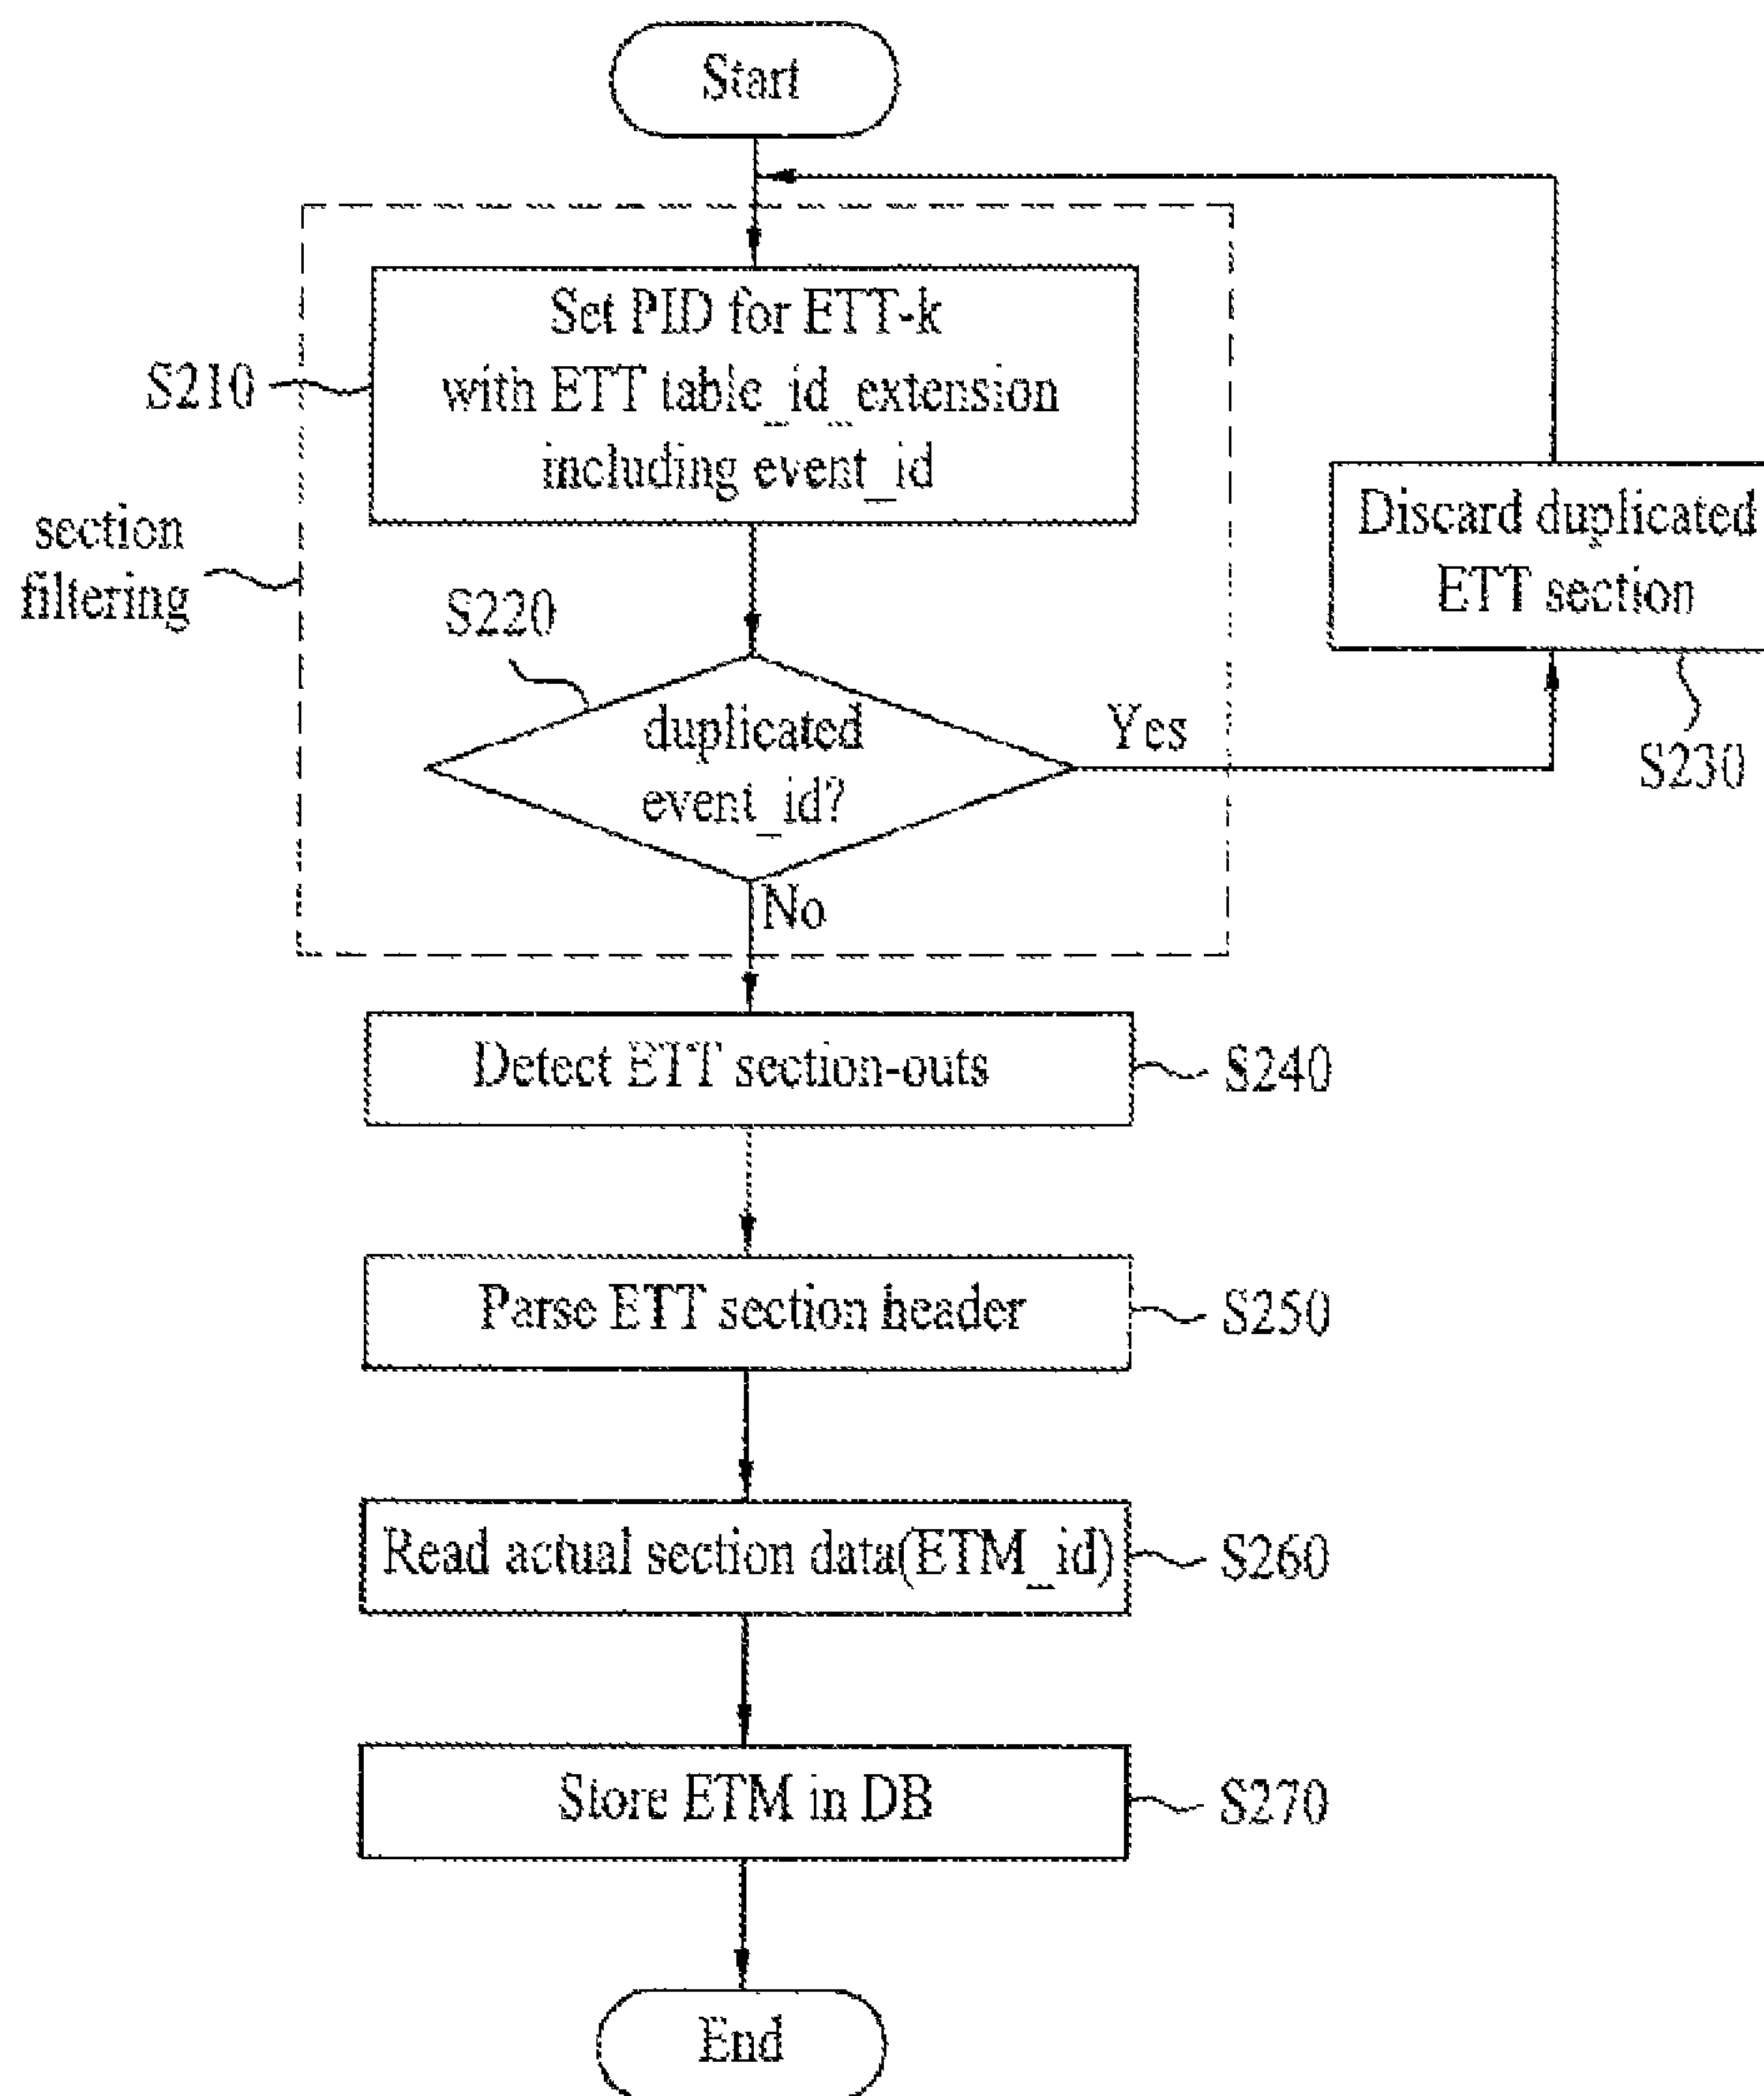 Start
Set PID for ETT-k
with ETT table_id_extension
including event_id
S210
section
filtering
Discard duplicated
ETT section
S230
S220
duplicated
event_id?
Yes
No
Detect ETT section-outs
S240
Parse ETT section header
S250
Read actual section data(ETM_id)
S260
Store ETM in DB
S270
End